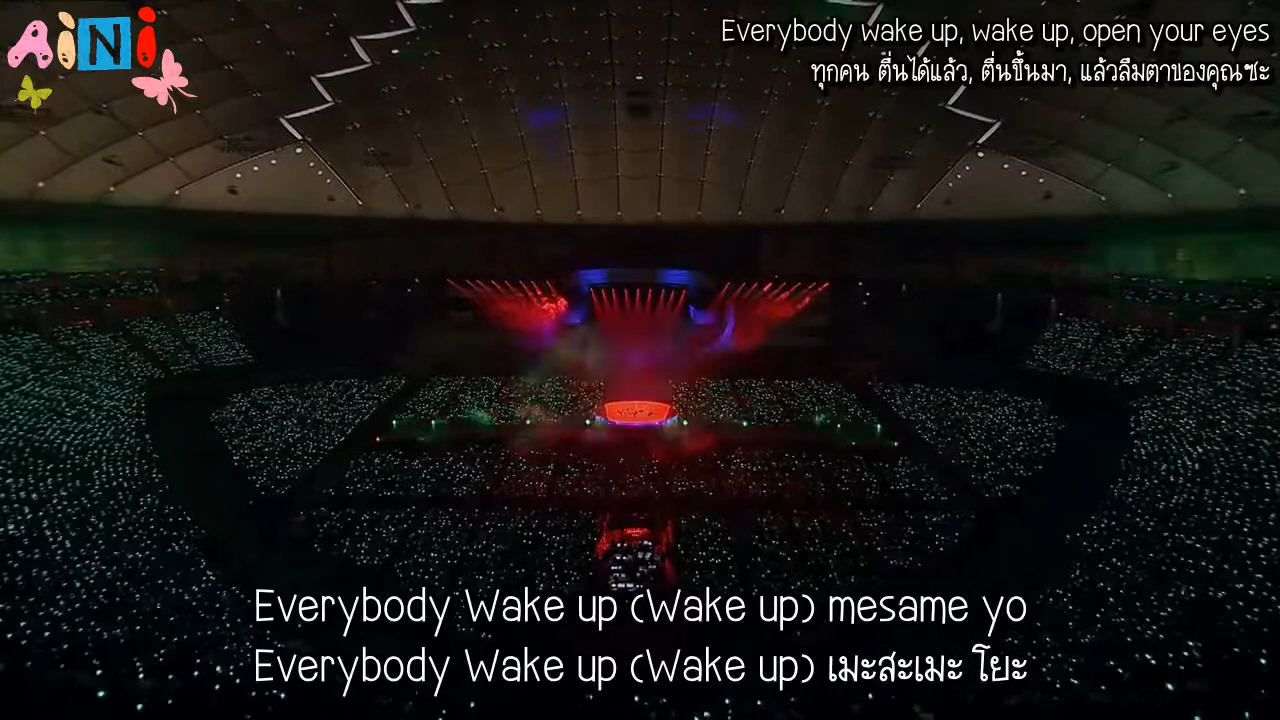 AiNi
Everybody wake up, wake up, open your eyes
ทุกคน ตื่นได้แล้ว, ตื่นขึ้นมา, แล้วลืมตาของคุณซะ
Everybody Wake up (Wake up) mesame yo
Everybody Wake up (Wake up) เมะสะเมะ โยะ